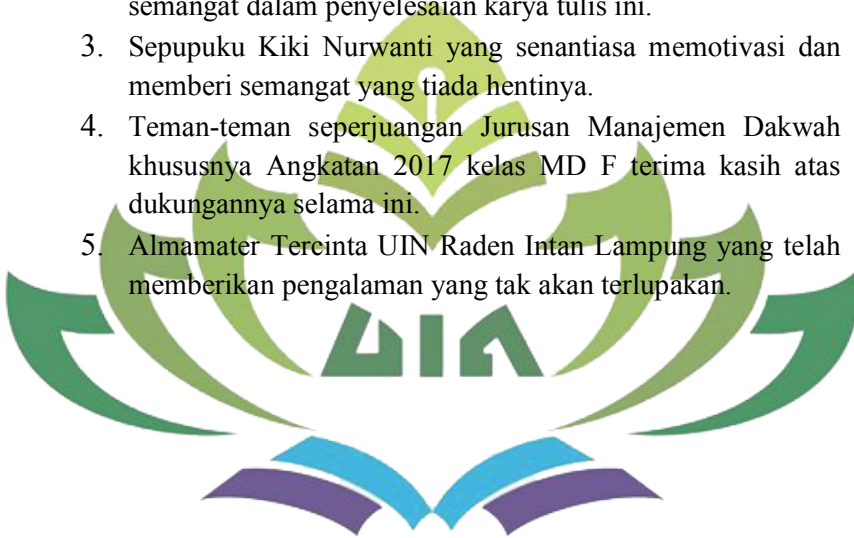 semangat dalam penyelesaian karya tulis ini.
3. Sepupuku Kiki Nurwanti yang senantiasa memotivasi dan
memberi semangat yang tiada hentinya.
4. Teman-teman seperjuangan Jurusan Manajemen Dakwah
khususnya Angkatan 2017 kelas MD F terima kasih atas
dukungannya selama ini.
5. Almamater Tercinta UIN Raden Intan Lampung yang telah
memberikan pengalaman yang tak akan terlupakan.
UIN